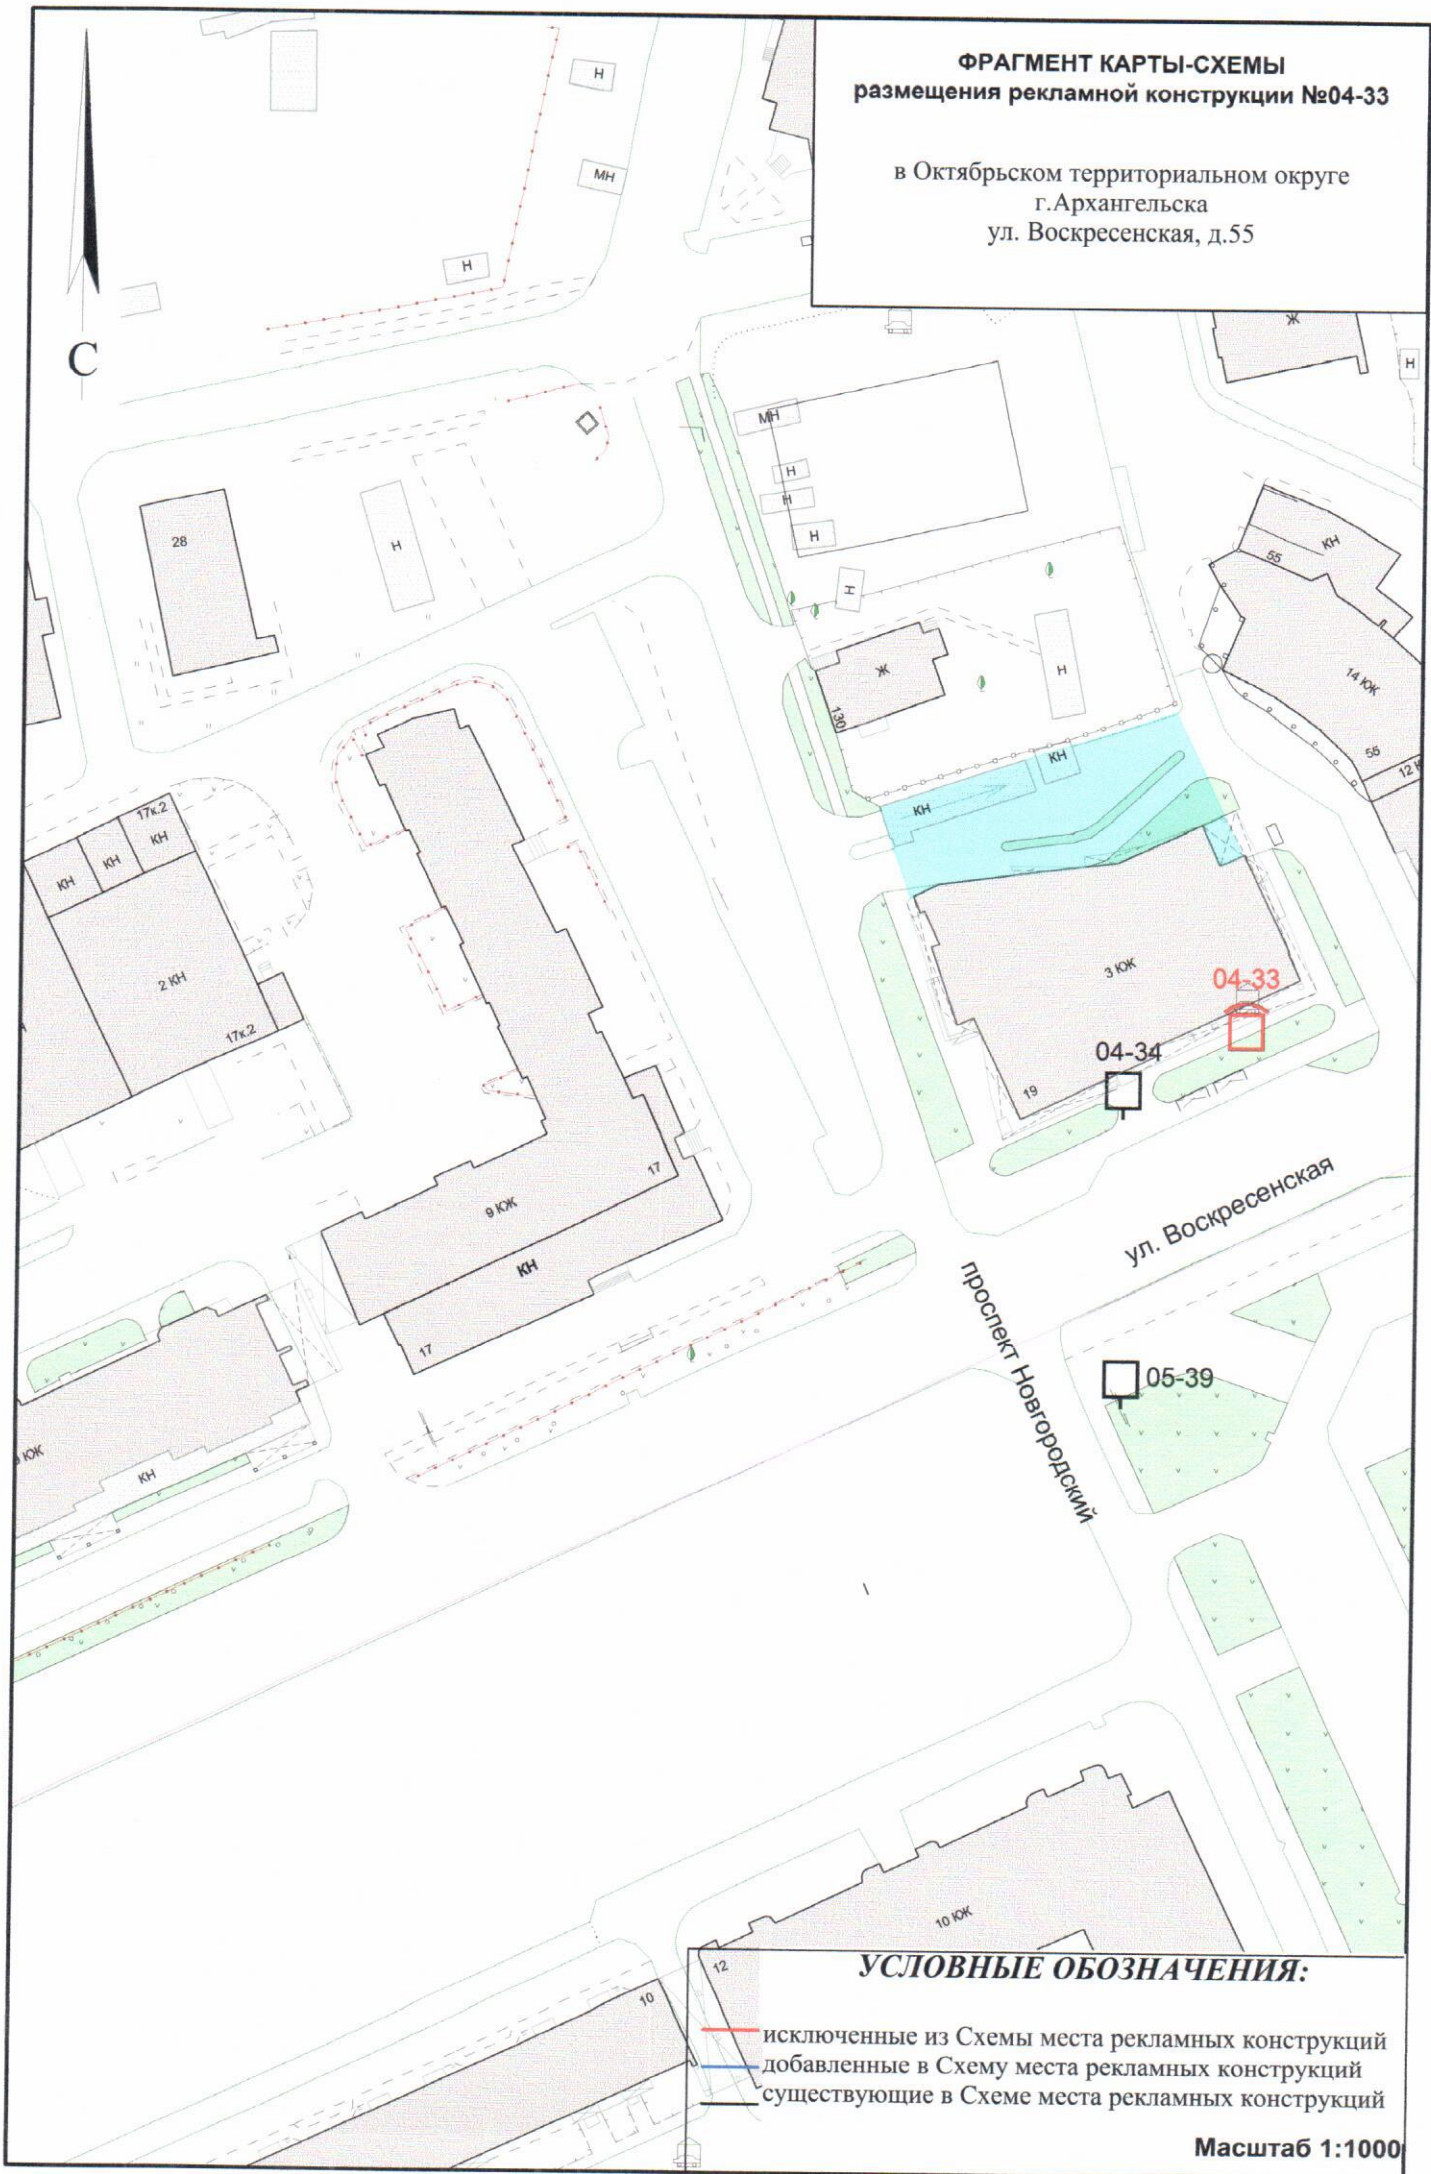 ФРАГМЕНТ КАРТЫ-СХЕМЫ
размещения рекламной конструкции №04-33
в Октябрьском территориальном округе
г.Архангельска
ул. Воскресенская, д.55
С
Н
МН
Н
Ж
Н
МН
Н
Н
Н
Н
28
Н
КН
55
Ж
130
Н
14 КЖ
55
КН
КН
17к.2
КН
КН
КН
2 КН
17к.2
3 КЖ
04-33
04-34
19
17
9 КЖ
КН
17
ул. Воскресенская
проспект Новгородский
05-39
КН
10 КЖ
12
10
УСЛОВНЫЕ ОБОЗНАЧЕНИЯ:
исключенные из Схемы места рекламных конструкций
добавленные в Схему места рекламных конструкций
существующие в Схеме места рекламных конструкций
Масштаб 1:1000